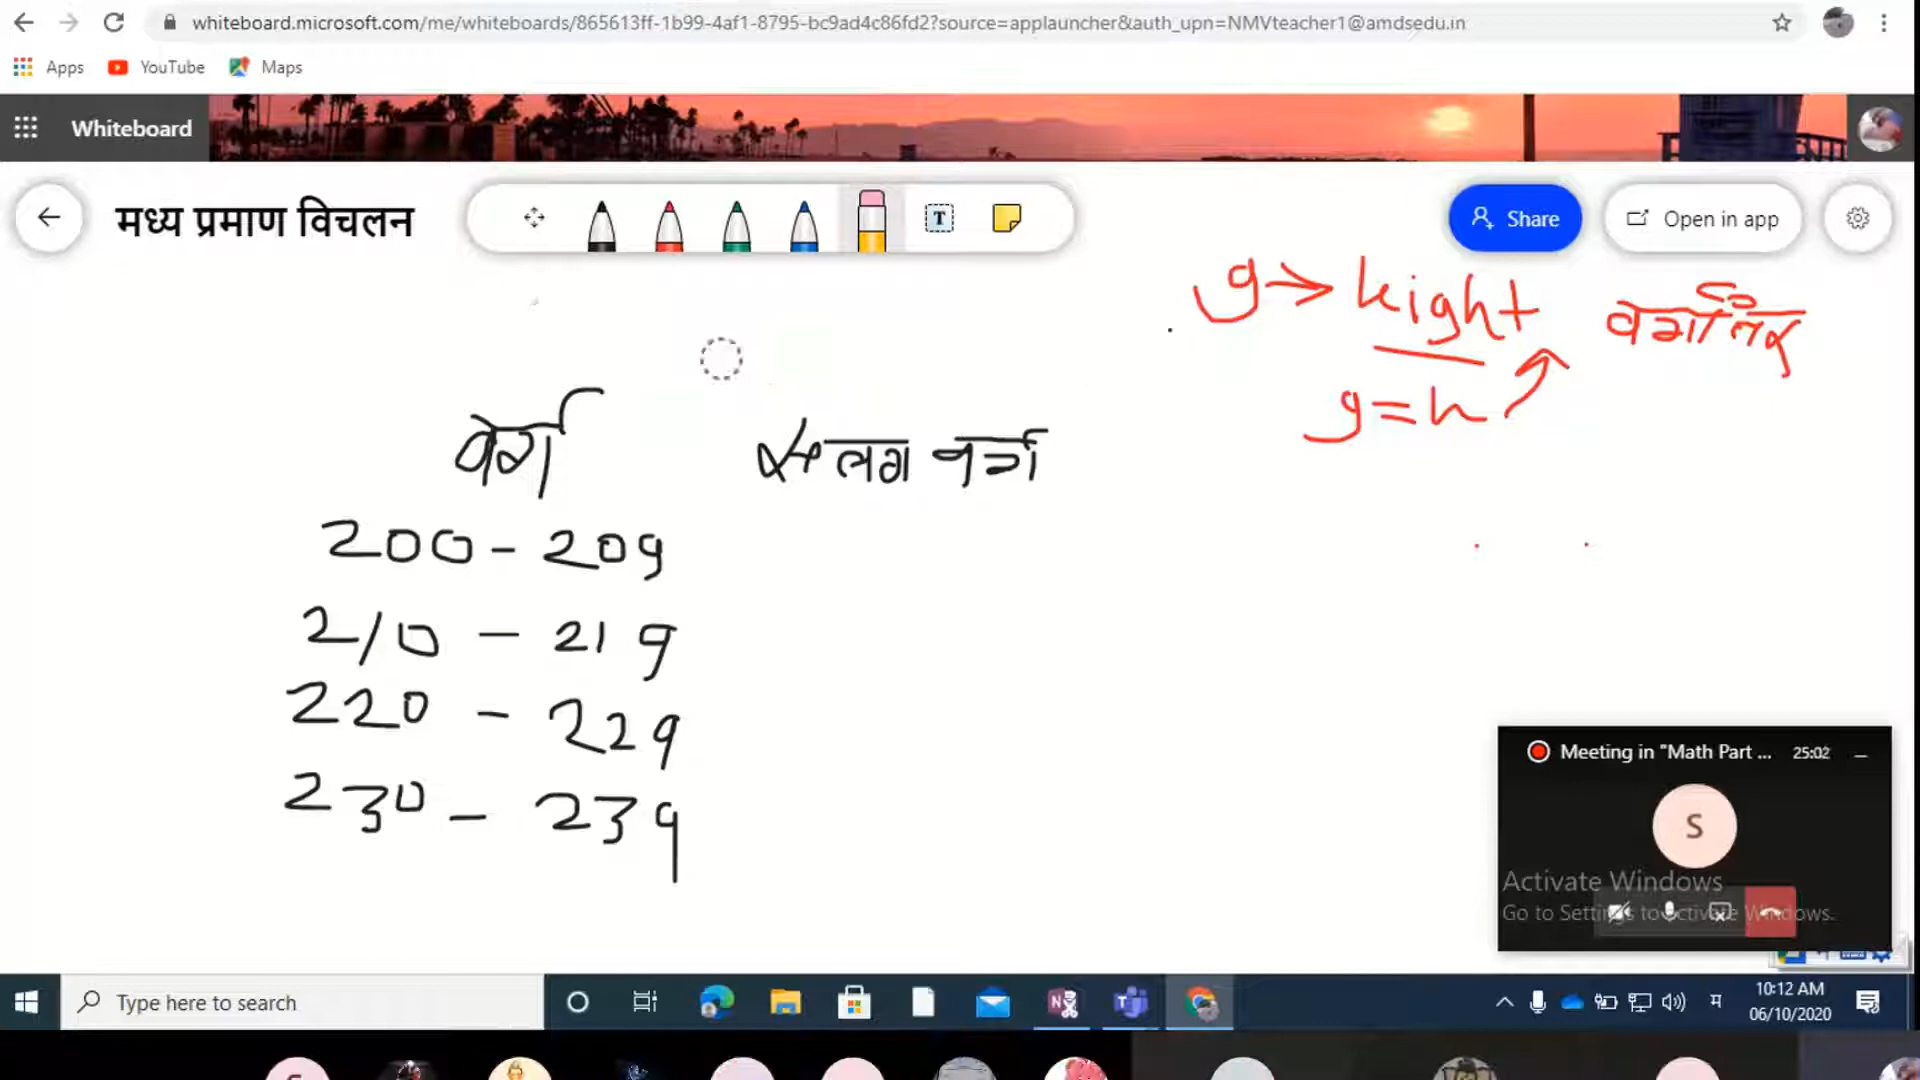 whiteboard.microsoft.com/me/whiteboards/865613ff-1b99-4af1-8795-bc9ad4c86fd2?source=applauncher&auth_upn=NMVteacher1@amdsedu.in
Apps YouTube Maps
Whiteboard
मध्य प्रमाण विचलन
T
Share
Open in app
g → hight
g = h
वर्ग
सलग वर्ग
200 - 209
210 - 219
220 - 229
230 - 239
Meeting in "Math Part ... 25:02
S
Activate Windows
Go to Settings to activate Windows.
Type here to search
म
10:12 AM
06/10/2020